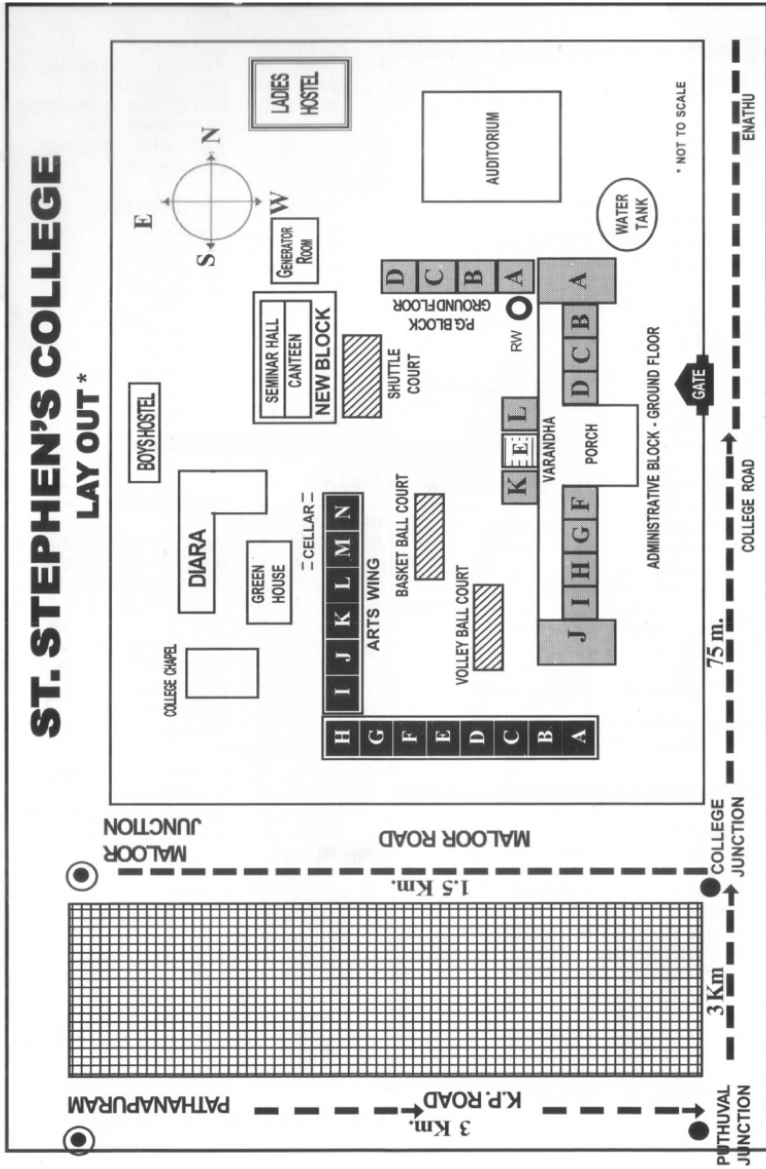 ST. STEPHEN'S COLLEGE
LAY OUT *
E
N
S
W
LADIES
HOSTEL
BOYS HOSTEL
GENERATOR
ROOM
AUDITORIUM
DIARA
SEMINAR HALL
CANTEEN
NEW BLOCK
COLLEGE CHAPEL
GREEN
HOUSE
CELLAR
SHUTTLE
COURT
P.G. BLOCK
GROUND FLOOR
D
C
B
A
H
G
F
E
D
C
B
A
I
J
K
L
M
N
ARTS WING
BASKET BALL COURT
VOLLEY BALL COURT
RW
WATER
TANK
K
E
L
VARANDHA
J
I
H
G
F
PORCH
D
C
B
A
ADMINISTRATIVE BLOCK - GROUND FLOOR
* NOT TO SCALE
GATE
MALOOR
JUNCTION
MALOOR ROAD
1.5 Km.
PATHANAPURAM
K.P. ROAD
3 Km.
PUTHUVAL
JUNCTION
3 Km
COLLEGE
JUNCTION
75 m.
COLLEGE ROAD
ENATHU